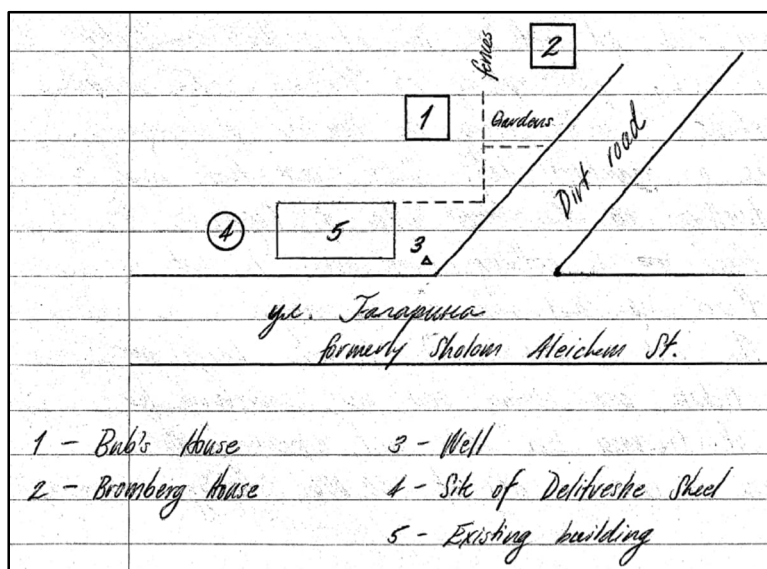 fences
2
1
Gardens
Dirt road
4
5
3
ул. Гагарина
formerly Sholom Aleichem St.
1 - Bub's House
3 - Well
2 - Bromberg House
4 - Site of Delitveshe Sheel
5 - Existing building